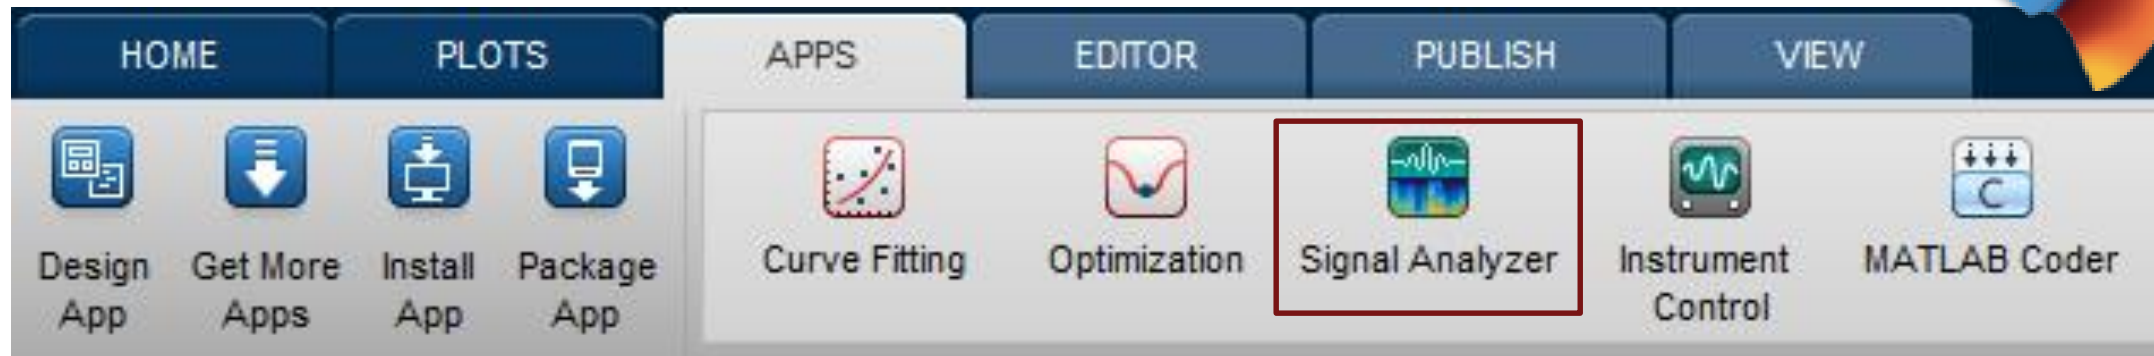 HOME PLOTS APPS EDITOR PUBLISH VIEW
Design App
Get More Apps
Install App
Package App
Curve Fitting
Optimization
Signal Analyzer
Instrument Control
C
MATLAB Coder